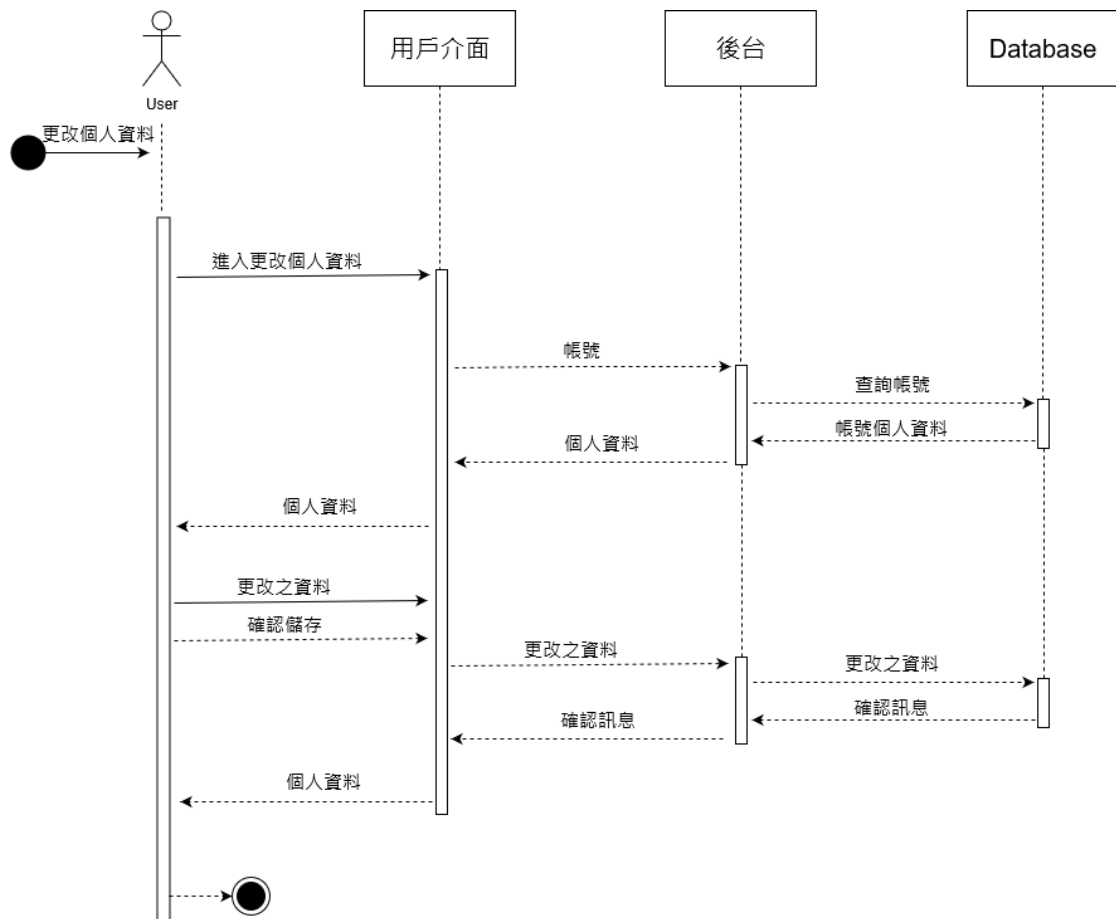 用戶介面
後台
Database
User
更改個人資料
進入更改個人資料
帳號
查詢帳號
帳號個人資料
個人資料
個人資料
更改之資料
確認儲存
更改之資料
更改之資料
確認訊息
確認訊息
個人資料